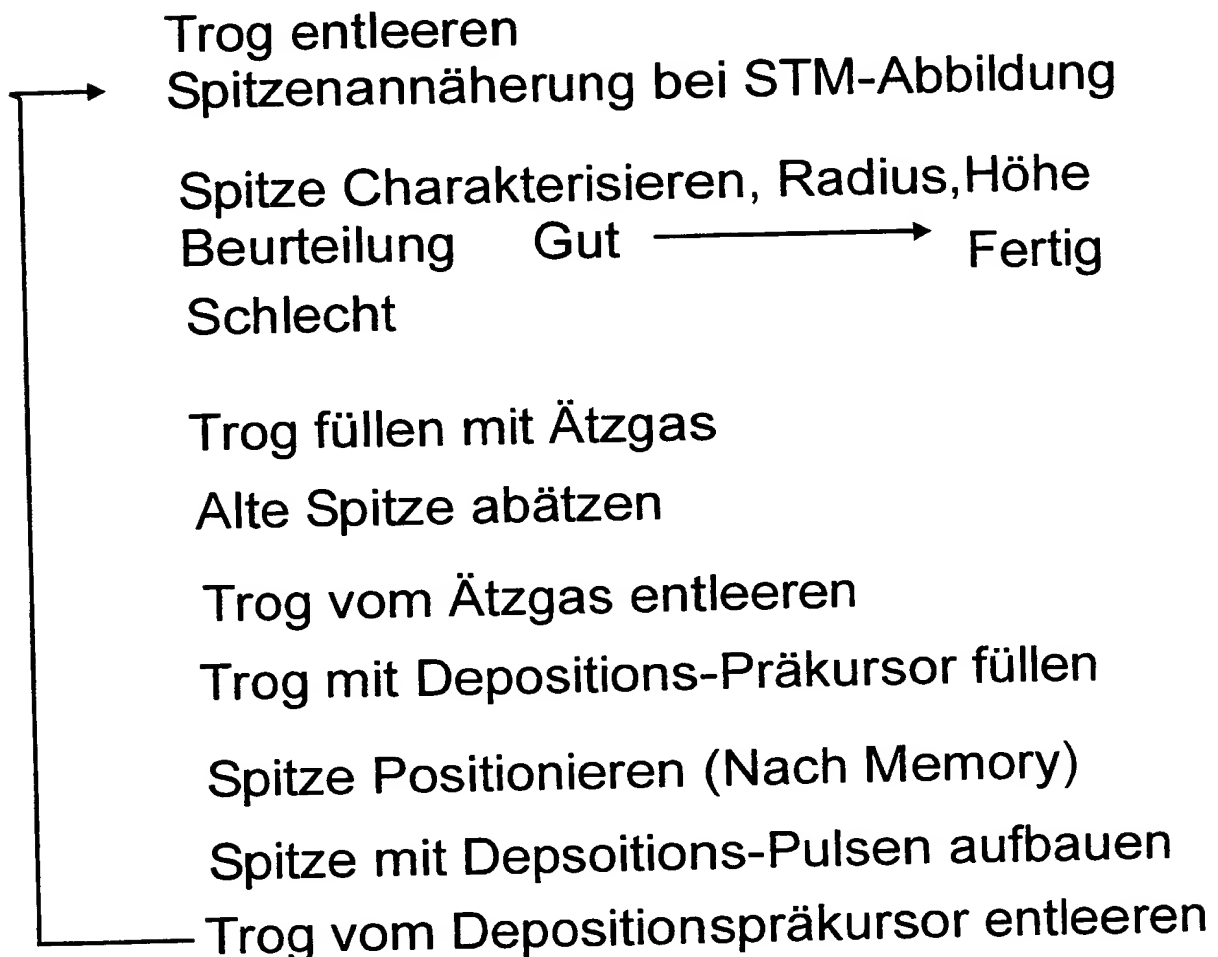 Trog entleeren
Spitzenannäherung bei STM-Abbildung
Spitze Charakterisieren, Radius,Höhe
Beurteilung Gut Fertig
Schlecht
Trog füllen mit Ätzgas
Alte Spitze abätzen
Trog vom Ätzgas entleeren
Trog mit Depositions-Präkursor füllen
Spitze Positionieren (Nach Memory)
Spitze mit Depsoitions-Pulsen aufbauen
Trog vom Depositionspräkursor entleeren